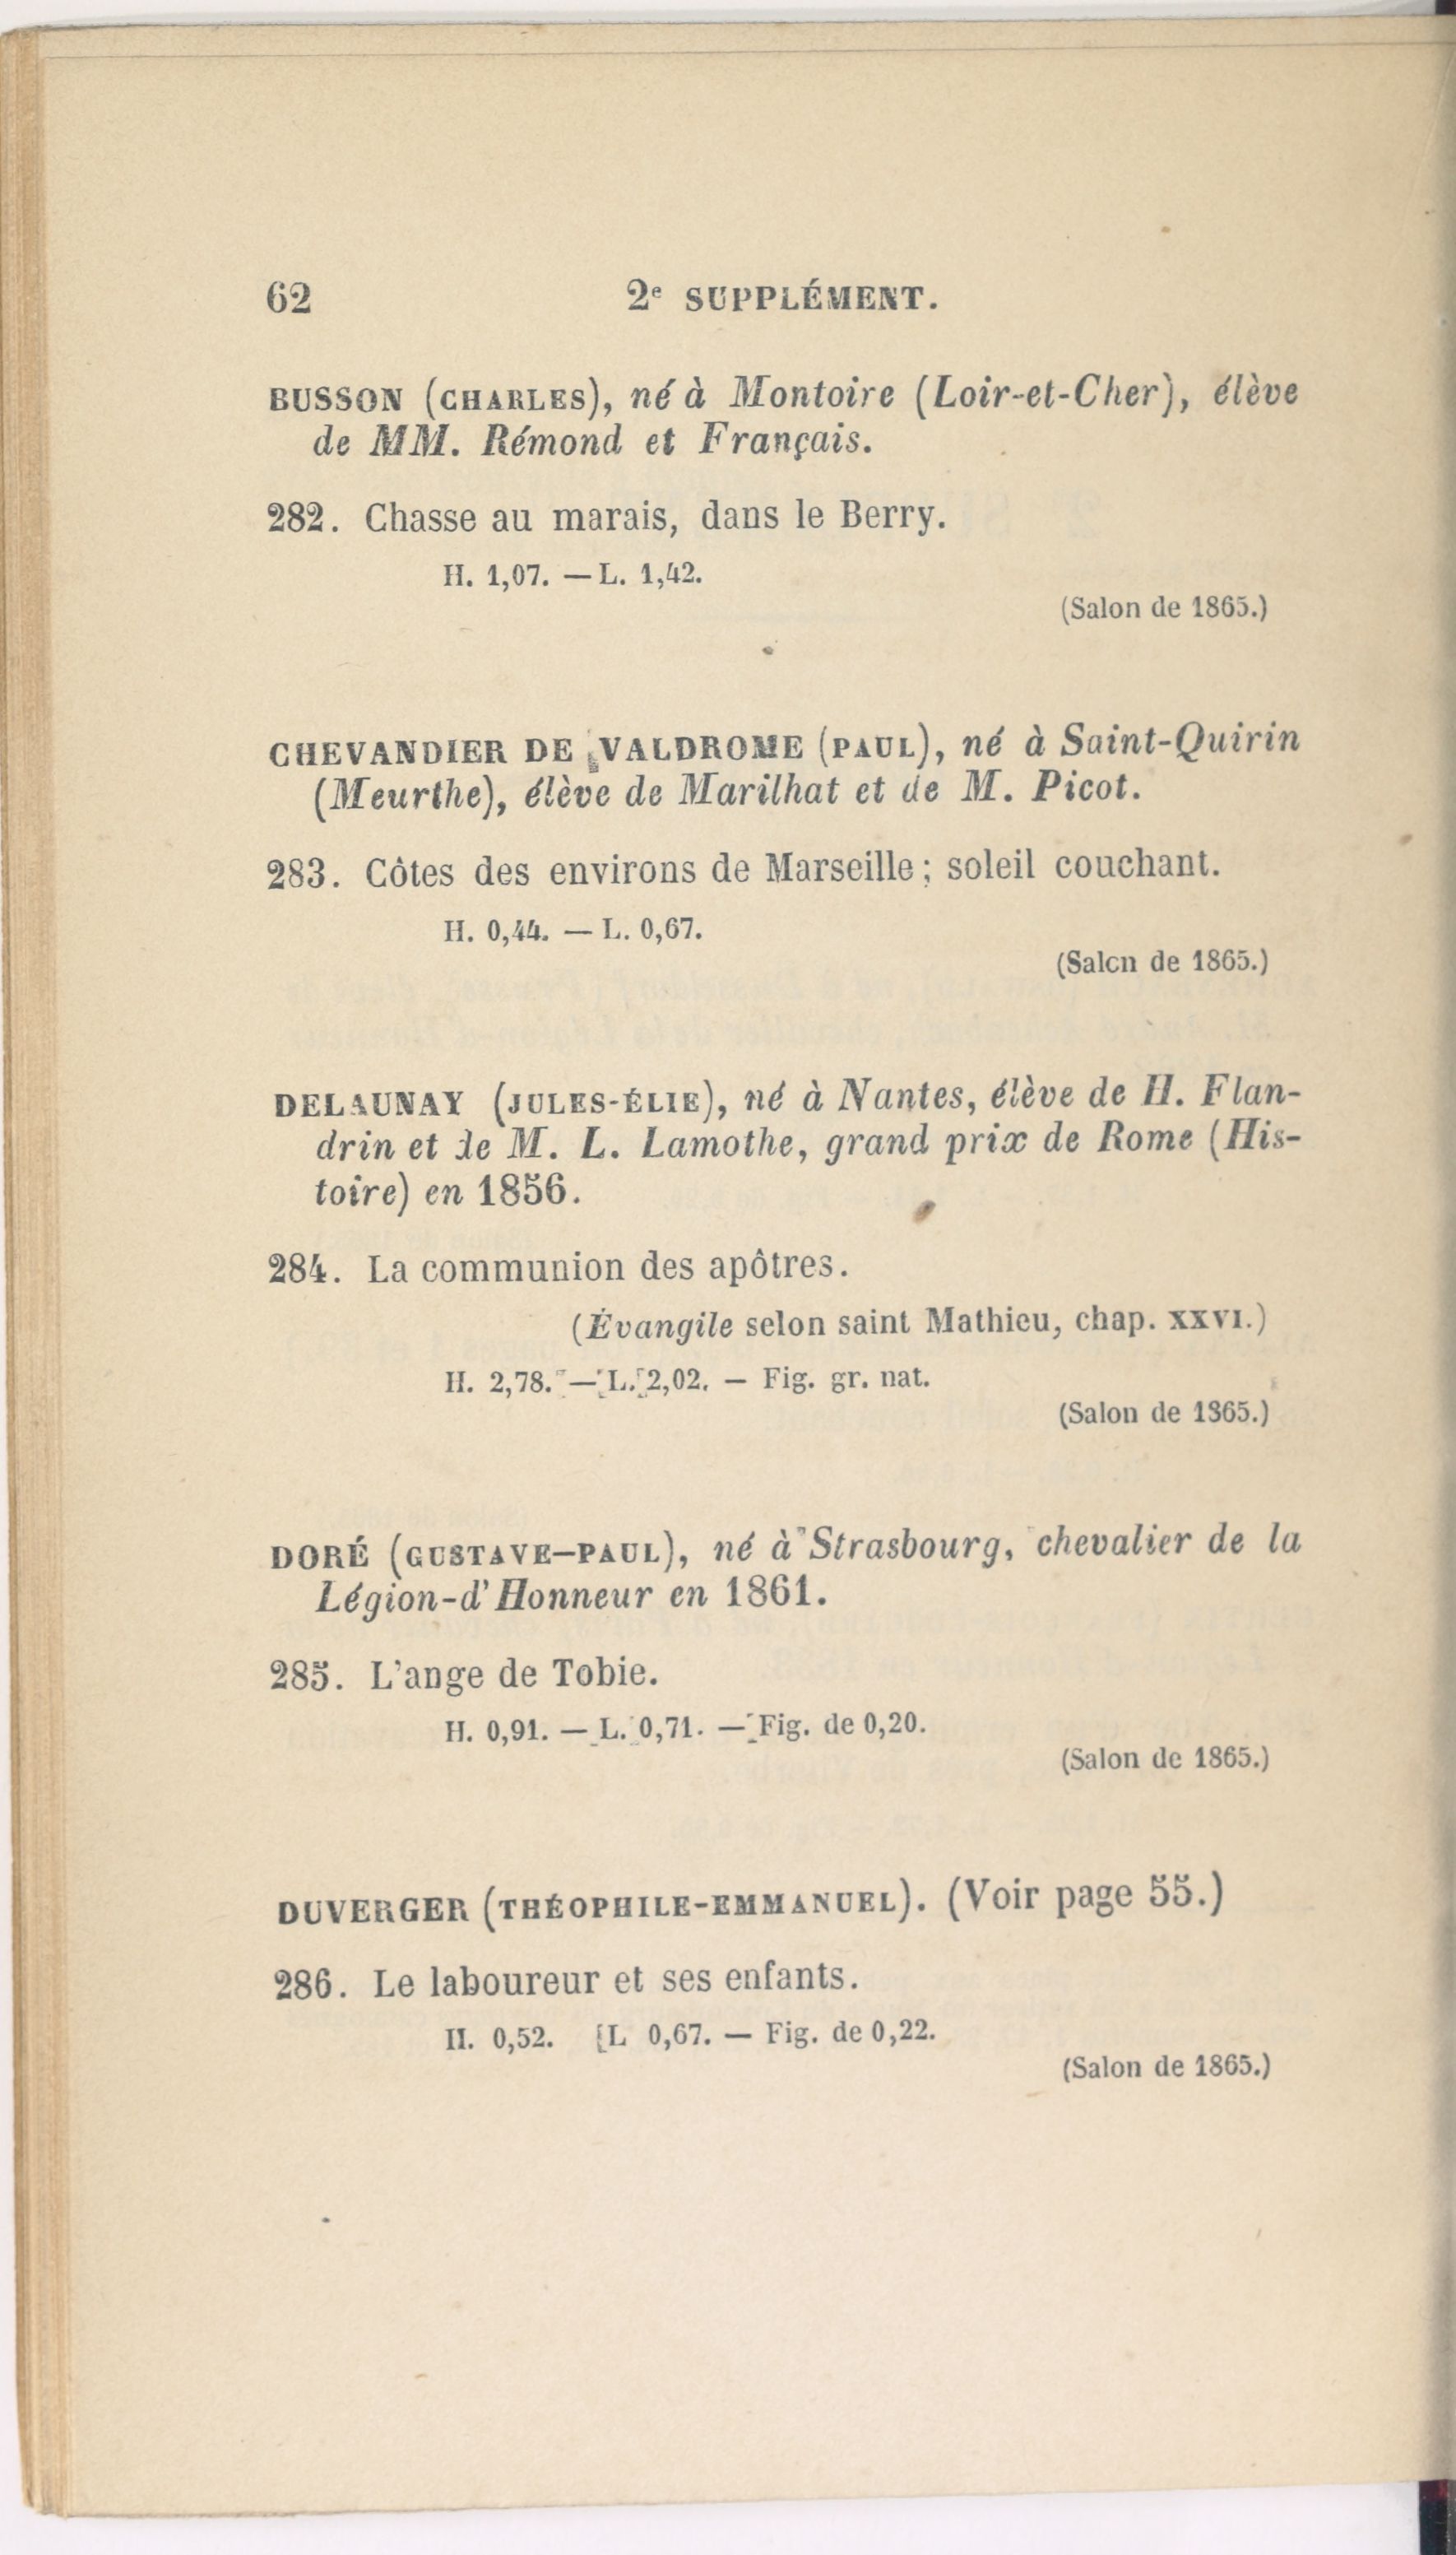 62 2e SUPPLÉMENT.
BUSSON (CHARLES), né à Montoire (Loir-et-Cher), élève
de MM. Rémond et Français.
282. Chasse au marais, dans le Berry.
H. 1,07. — L. 1,42.
(Salon de 1865.)
CHEVANDIER DE VALDROME (PAUL), né à Saint-Quirin
(Meurthe), élève de Marilhat et de M. Picot.
283. Côtes des environs de Marseille ; soleil couchant.
H. 0,44. — L. 0,67.
(Salon de 1865.)
DELAUNAY (JULES-ÉLIE), né à Nantes, élève de H. Flan-
drin et de M. L. Lamothe, grand prix de Rome (His-
toire) en 1856.
284. La communion des apôtres.
(Évangile selon saint Mathieu, chap. XXVI.)
H. 2,78. — L. 2,02. — Fig. gr. nat.
(Salon de 1865.)
DORÉ (GUSTAVE-PAUL), né à Strasbourg, chevalier de la
Légion-d'Honneur en 1861.
285. L'ange de Tobie.
H. 0,91. — L. 0,71. — Fig. de 0,20.
(Salon de 1865.)
DUVERGER (THÉOPHILE-EMMANUEL). (Voir page 55.)
286. Le laboureur et ses enfants.
H. 0,52. L 0,67. — Fig. de 0,22.
(Salon de 1865.)